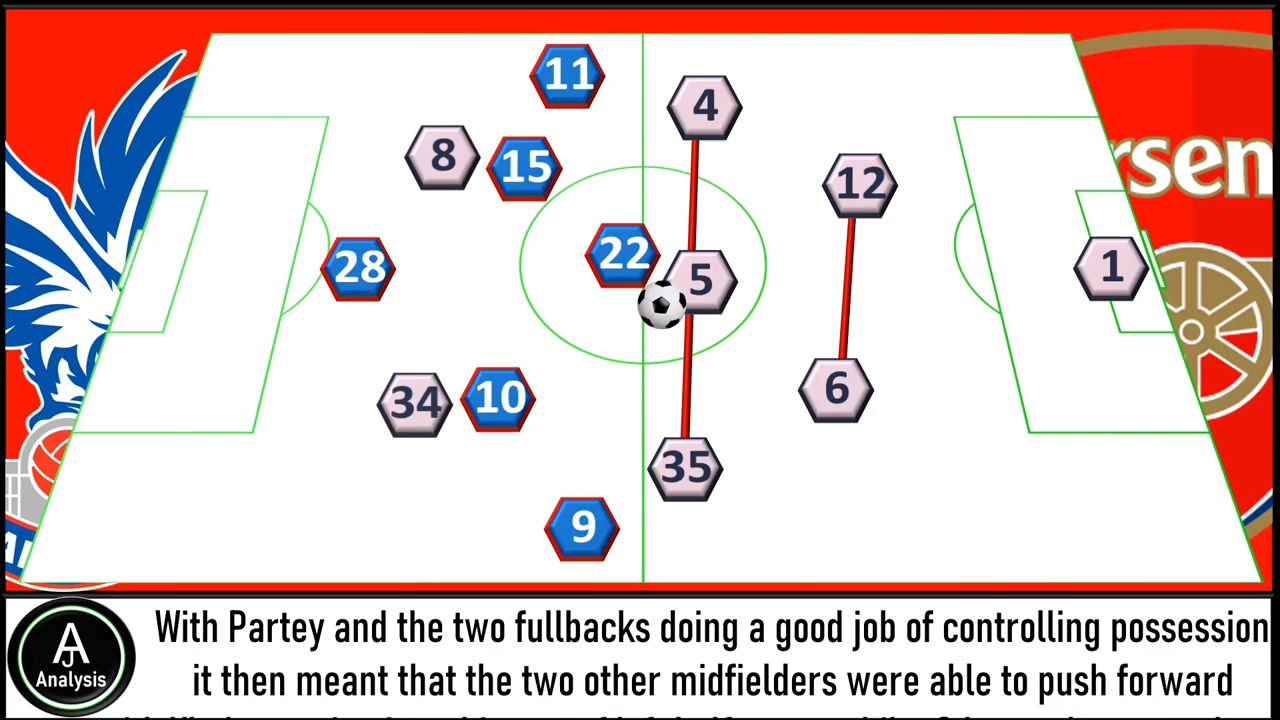 11
4
8
15
12
rsen
22
28
5
1
34
10
6
35
9
AJ
Analysis
With Partey and the two fullbacks doing a good job of controlling possession
it then meant that the two other midfielders were able to push forward